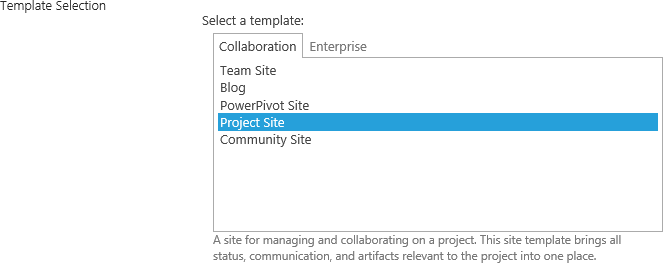 Template Selection
Select a template:
Collaboration Enterprise
Team Site
Blog
PowerPivot Site
Project Site
Community Site
A site for managing and collaborating on a project. This site template brings all
status, communication, and artifacts relevant to the project into one place.